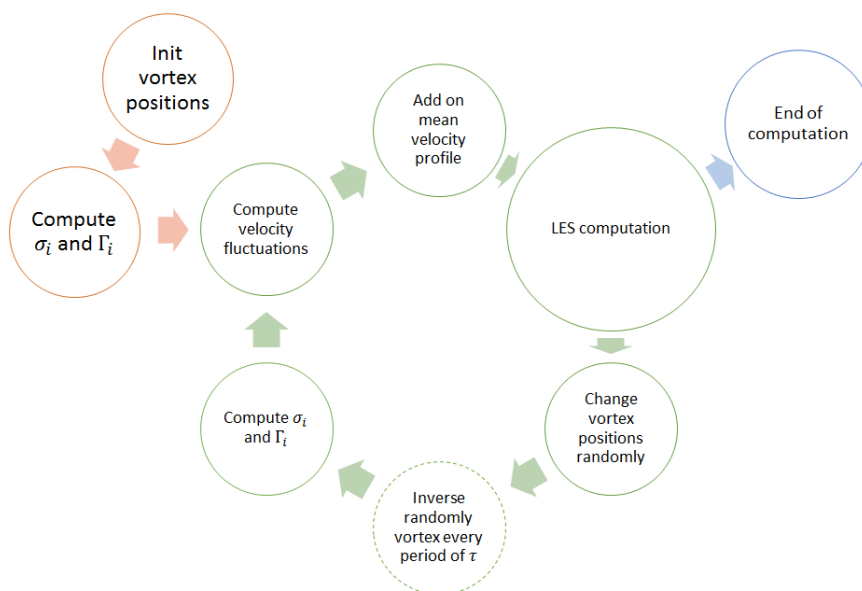 Init
vortex
positions
Compute
σᵢ and Γᵢ
Compute
velocity
fluctuations
Add on
mean
velocity
profile
LES computation
End of
computation
Change
vortex
positions
randomly
Inverse
randomly
vortex every
period of τ
Compute σᵢ
and Γᵢ